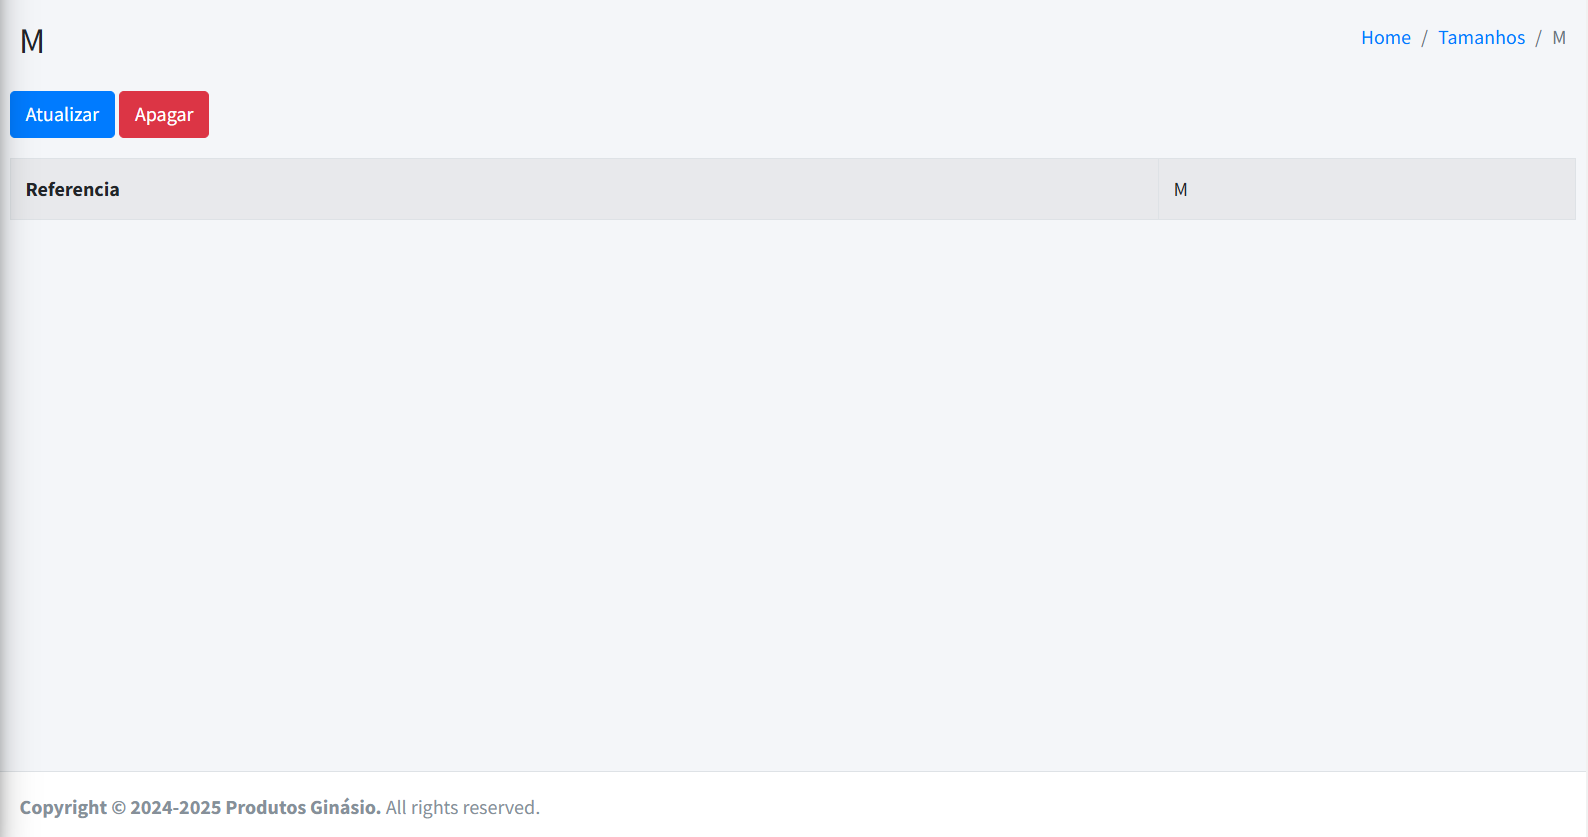 M
Home / Tamanhos / M
Atualizar Apagar
Referencia M
Copyright © 2024-2025 Produtos Ginásio. All rights reserved.